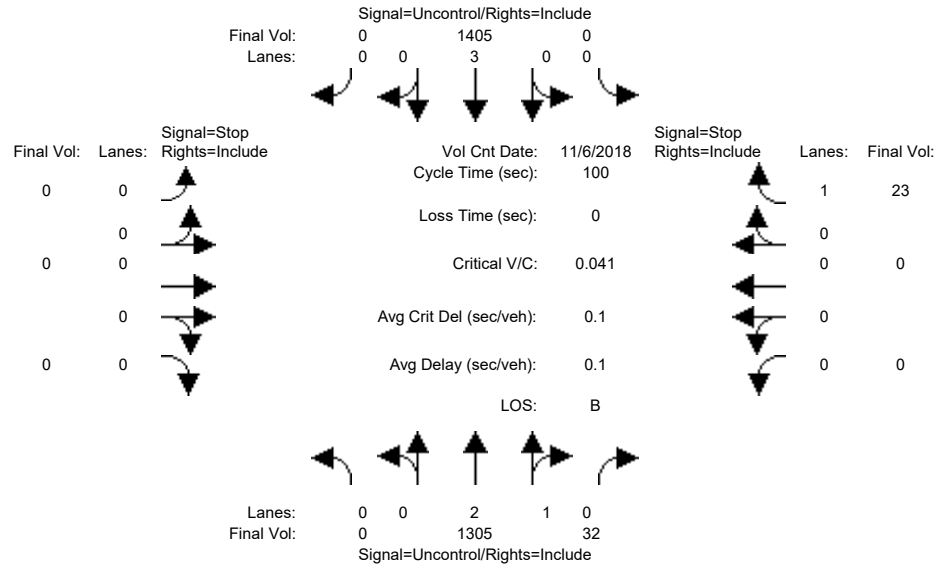 Signal=Uncontrol/Rights=Include
Final Vol: 0 1405 0
Lanes: 0 0 3 0 0
Signal=Stop Signal=Stop
Final Vol: Lanes: Rights=Include Vol Cnt Date: 11/6/2018 Rights=Include Lanes: Final Vol:
Cycle Time (sec): 100
0 0 1 23
Loss Time (sec): 0
0 0
0 0 Critical V/C: 0.041 0 0
0 Avg Crit Del (sec/veh): 0.1 0
0 0 Avg Delay (sec/veh): 0.1 0 0
LOS: B
Lanes: 0 0 2 1 0
Final Vol: 0 1305 32
Signal=Uncontrol/Rights=Include